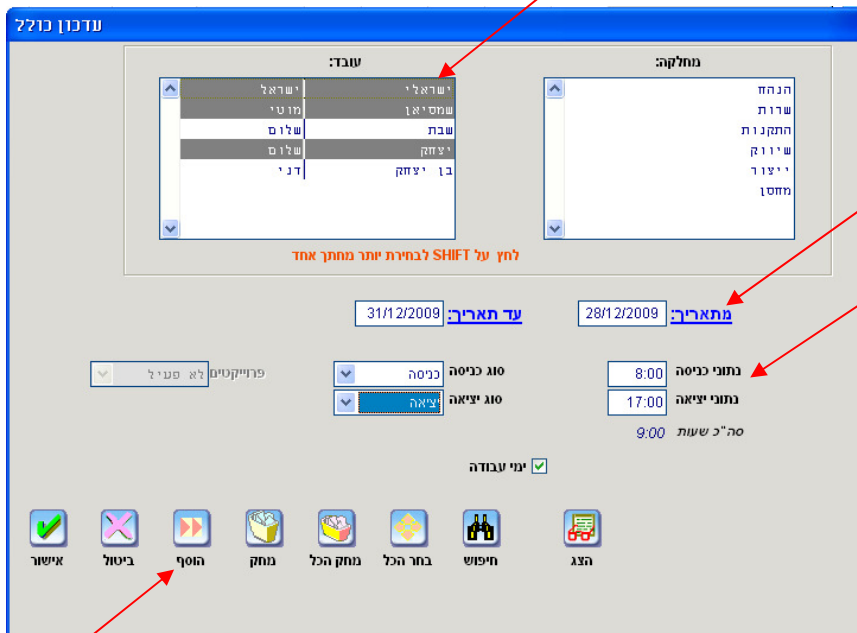 עדכון כולל
מחלקה:
הנהח
שרות
התקנות
שיווק
ייצור
מחסן
עובד:
ישראלי ישראל
שמסיאן מוטי
שבת שלום
יצחק שלום
בן יצחק דני
לחץ על SHIFT לבחירת יותר מחתך אחד
מתאריך: 28/12/2009 עד תאריך: 31/12/2009
נתוני כניסה 8:00 סוג כניסה כניסה פרוייקטים לא פעיל
נתוני יציאה 17:00 סוג יציאה יציאה
סה"כ שעות 9:00
ימי עבודה
הצג חיפוש בחר הכל מחק הכל מחק הוסף ביטול אישור